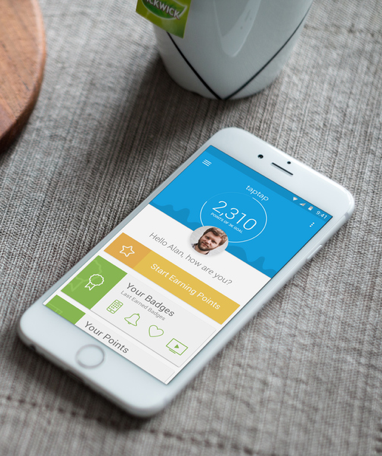 CKWICK
9:41
taptap
2,310
Hello Alan, how are you?
Start Earning Points
Your Badges
Last Earned Badges
Your Points